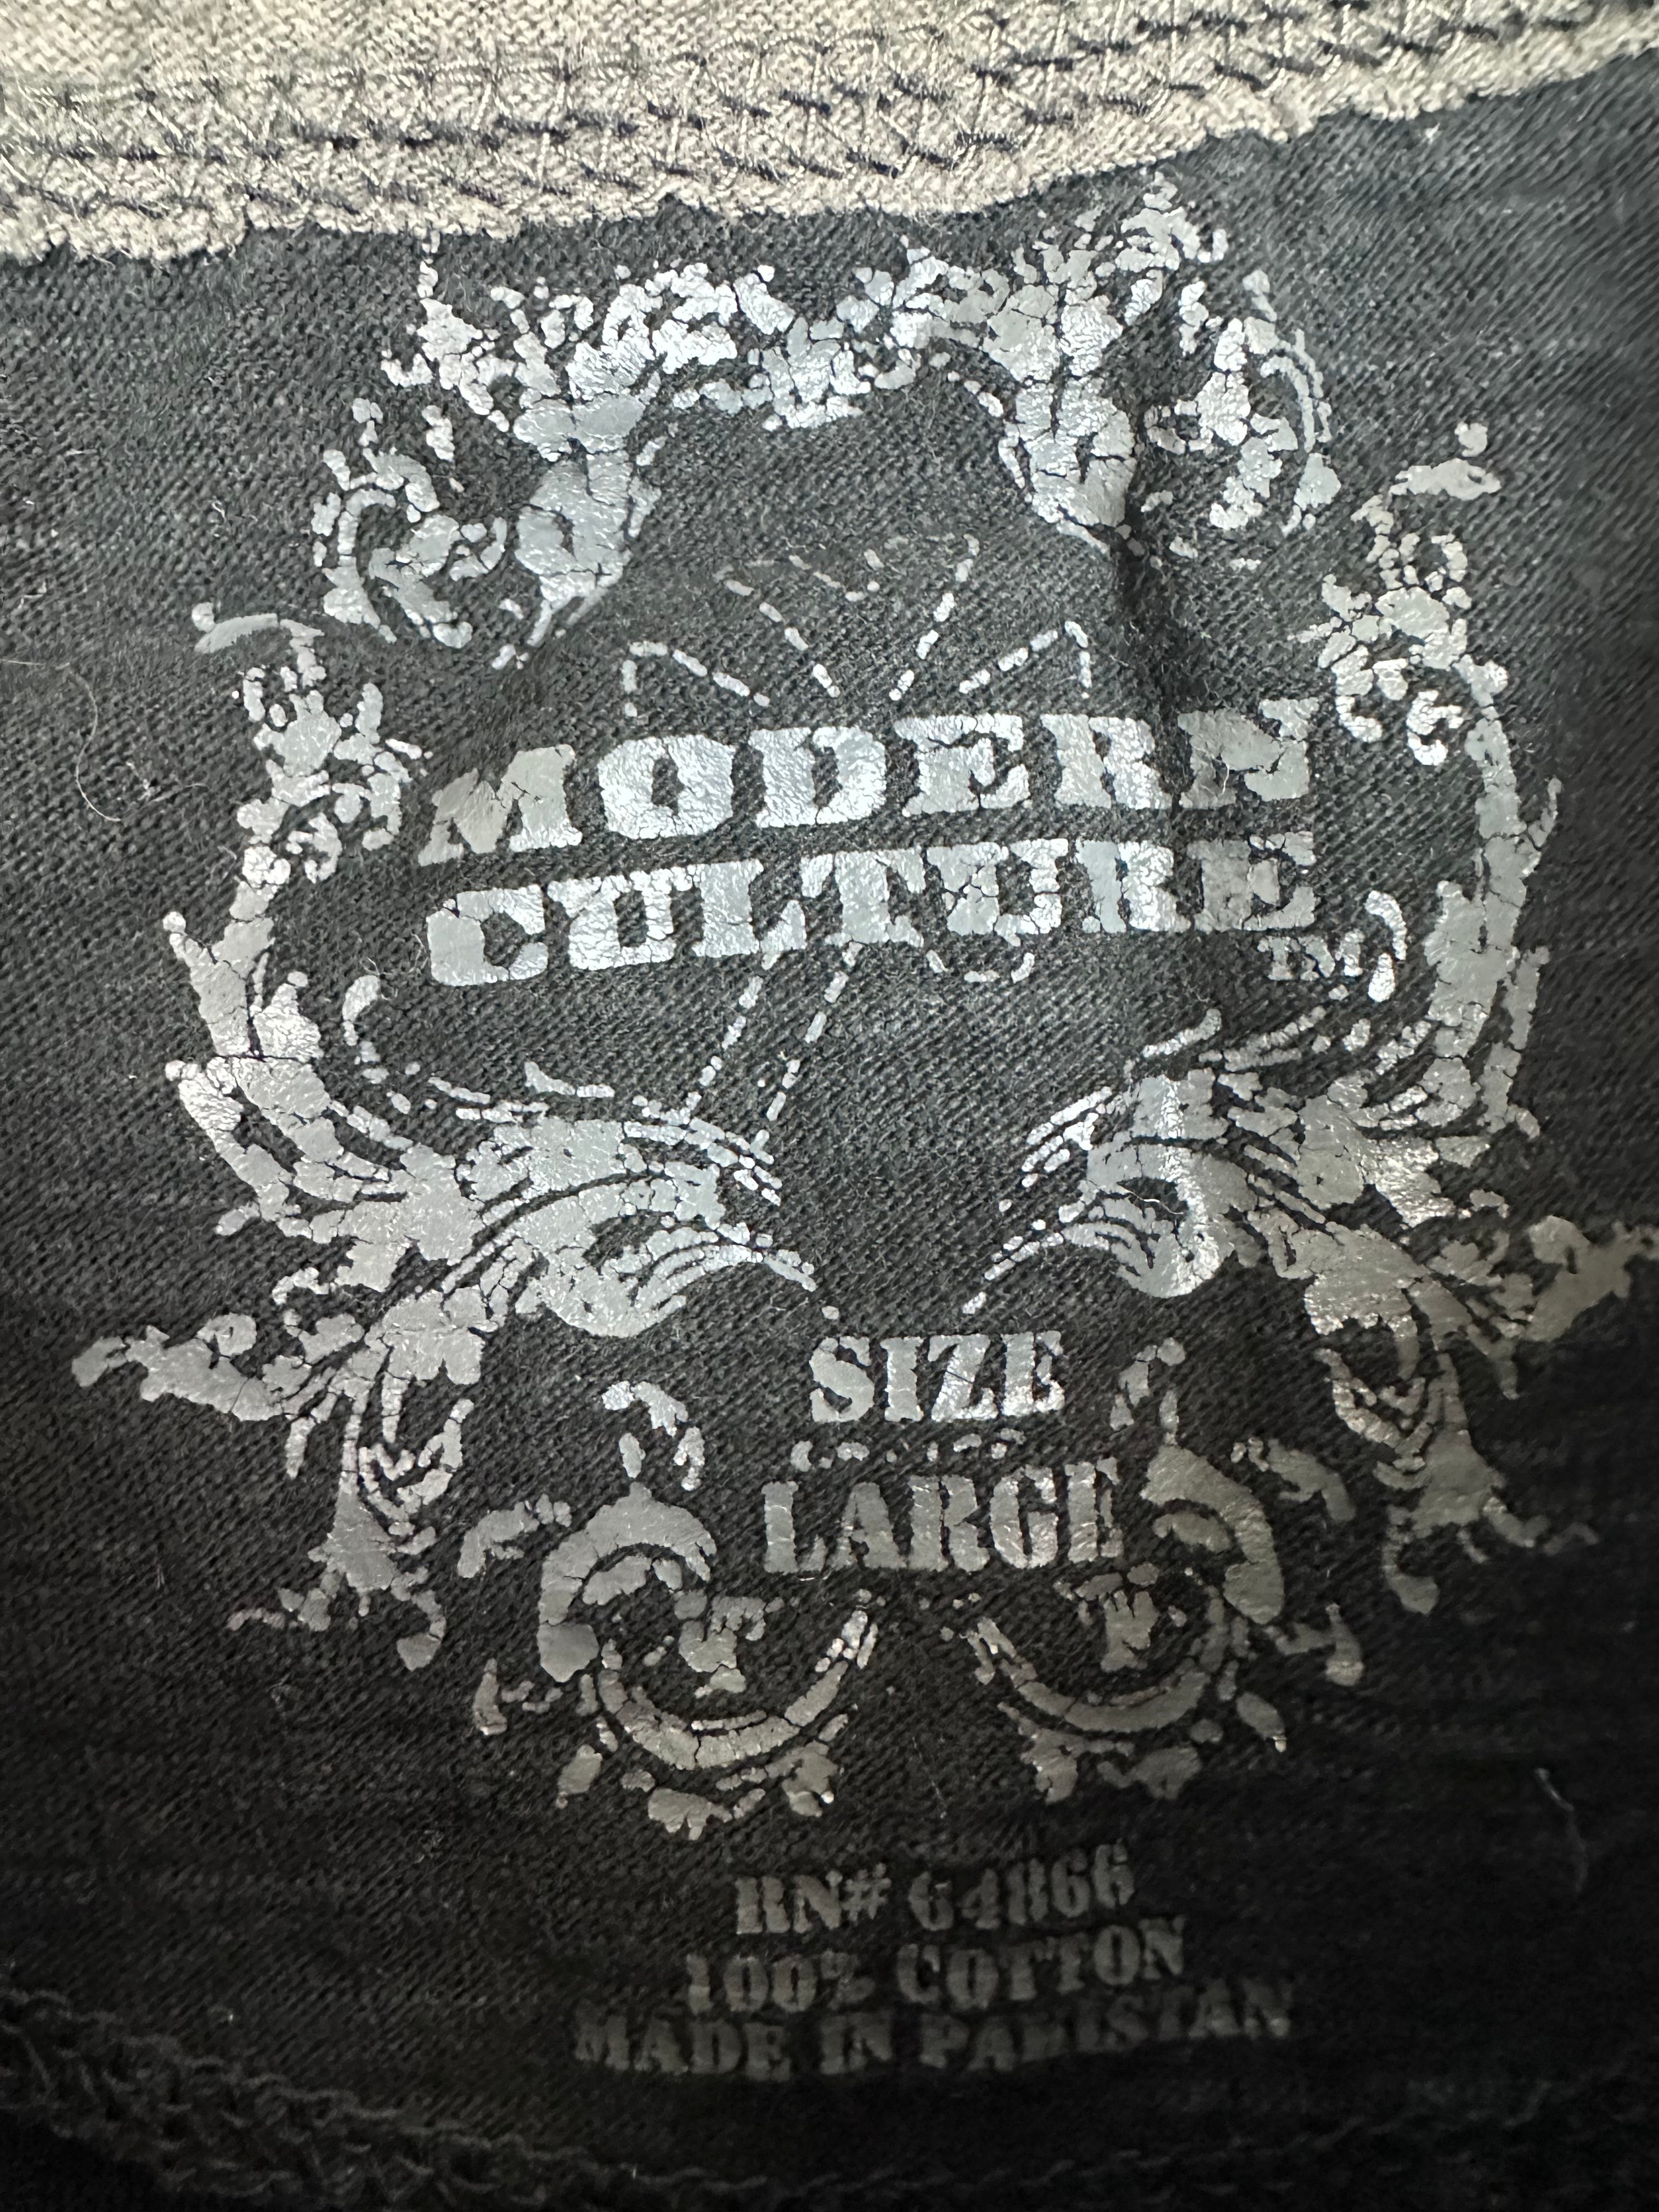 MODERN
CULTURE
TM
SIZE
LARGE
RN# 64866
100% COTTON
MADE IN PAKISTAN